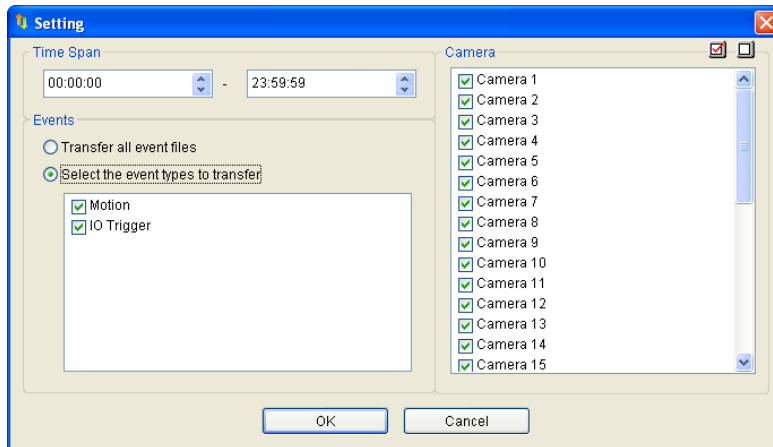 Setting
Time Span
00:00:00 - 23:59:59
Events
Transfer all event files
Select the event types to transfer
Motion
IO Trigger
Camera
Camera 1
Camera 2
Camera 3
Camera 4
Camera 5
Camera 6
Camera 7
Camera 8
Camera 9
Camera 10
Camera 11
Camera 12
Camera 13
Camera 14
Camera 15
OK Cancel